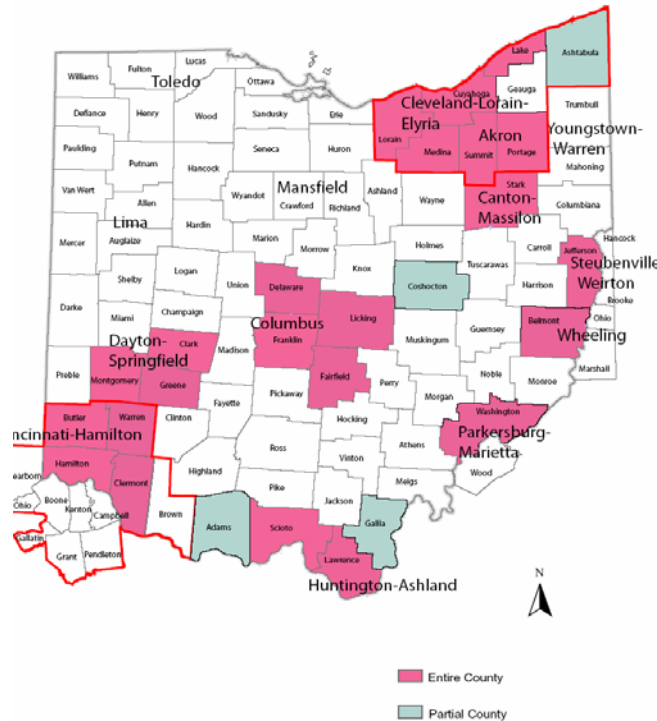 Lake
Ashtabula
Lucas
Fulton
Williams
Toledo
Ottawa
Geauga
Cuyahoga
Cleveland-Lorain-
Elyria
Trumbull
Defiance
Henry
Wood
Sandusky
Erie
Lorain
Akron
Youngstown-
Warren
Medina
Summit
Portage
Mahoning
Paulding
Putnam
Hancock
Seneca
Huron
Van Wert
Allen
Wyandot
Crawford
Mansfield
Richland
Ashland
Wayne
Stark
Canton-
Massilon
Columbiana
Lima
Hardin
Mercer
Auglaize
Marion
Morrow
Holmes
Carroll
Hancock
Jefferson
Steubenville
Weirton
Logan
Shelby
Union
Delaware
Knox
Coshocton
Tuscarawas
Harrison
Brooke
Darke
Miami
Champaign
Columbus
Franklin
Licking
Belmont
Ohio
Wheeling
Dayton-
Springfield
Clark
Madison
Muskingum
Guernsey
Marshall
Preble
Montgomery
Greene
Fairfield
Perry
Noble
Monroe
Pickaway
Morgan
Fayette
Butler
Warren
Clinton
Hocking
Washington
ncinnati-Hamilton
Ross
Athens
Parkersburg-
Marietta
Hamilton
Clermont
Highland
Vinton
Wood
earborn
Meigs
Pike
Ohio
Boone
Kenton
Campbell
Brown
Jackson
Adams
Scioto
Gallia
Gallatin
Grant
Pendleton
Lawrence
Huntington-Ashland
N
Entire County
Partial County